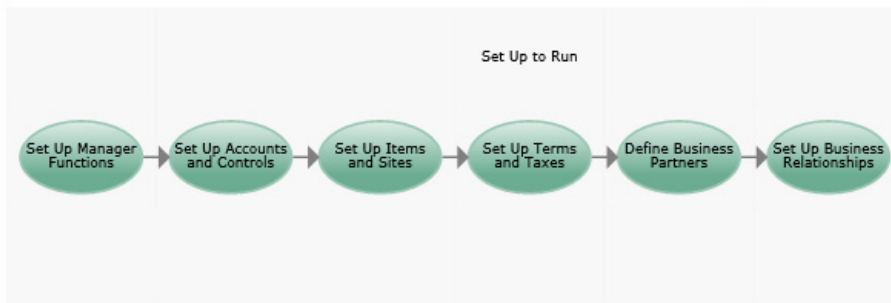 Set Up to Run
Set Up Manager
Functions
Set Up Accounts
and Controls
Set Up Items
and Sites
Set Up Terms
and Taxes
Define Business
Partners
Set Up Business
Relationships